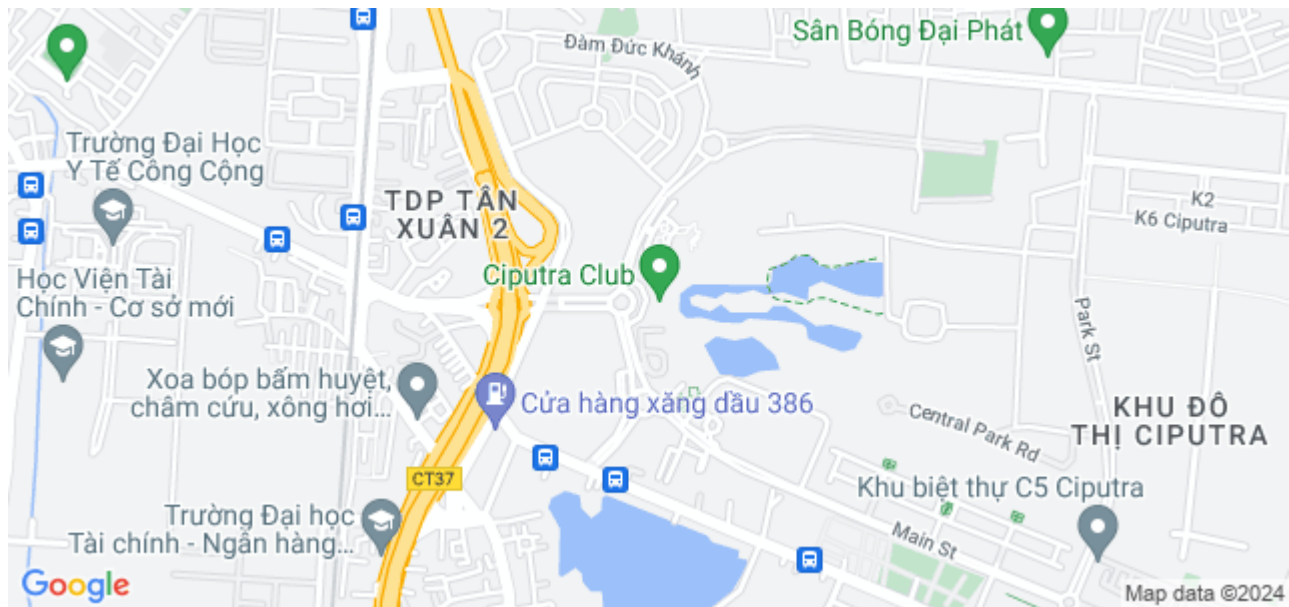 Sân Bóng Đại Phát
Đàm Đức Khánh
Trường Đại Học
Y Tế Công Cộng
TDP TÂN
XUÂN 2
K2
K6 Ciputra
Học Viện Tài
Chính - Cơ sở mới
Ciputra Club
Park St
Xoa bóp bấm huyệt,
châm cứu, xông hơi...
Cửa hàng xăng dầu 386
Central Park Rd
KHU ĐÔ
THỊ CIPUTRA
CT37
Khu biệt thự C5 Ciputra
Trường Đại học
Tài chính - Ngân hàng...
Main St
Google
Map data ©2024